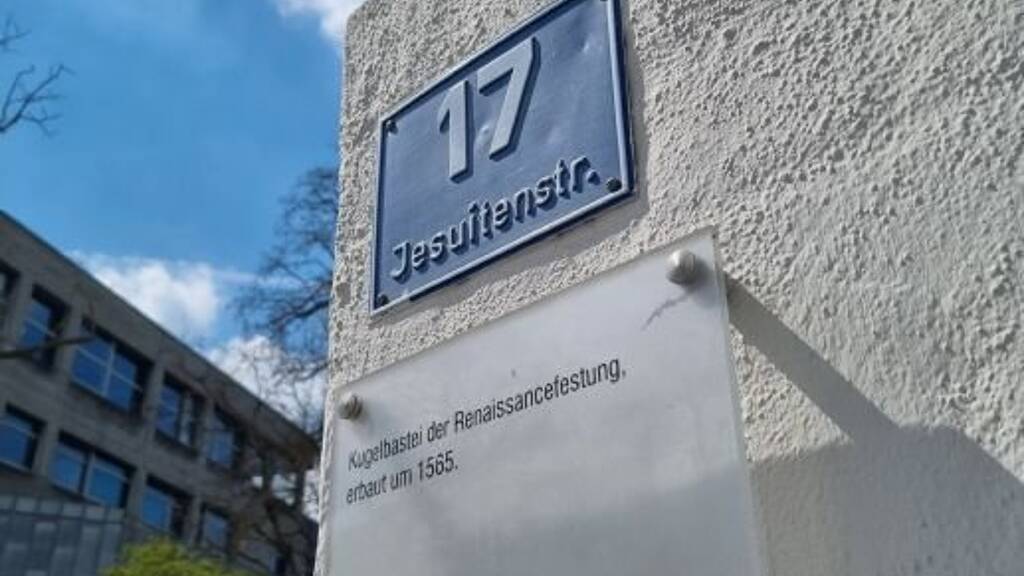 17
Jesuitenstr.
Kugelbastei der Renaissancefestung,
erbaut um 1565.